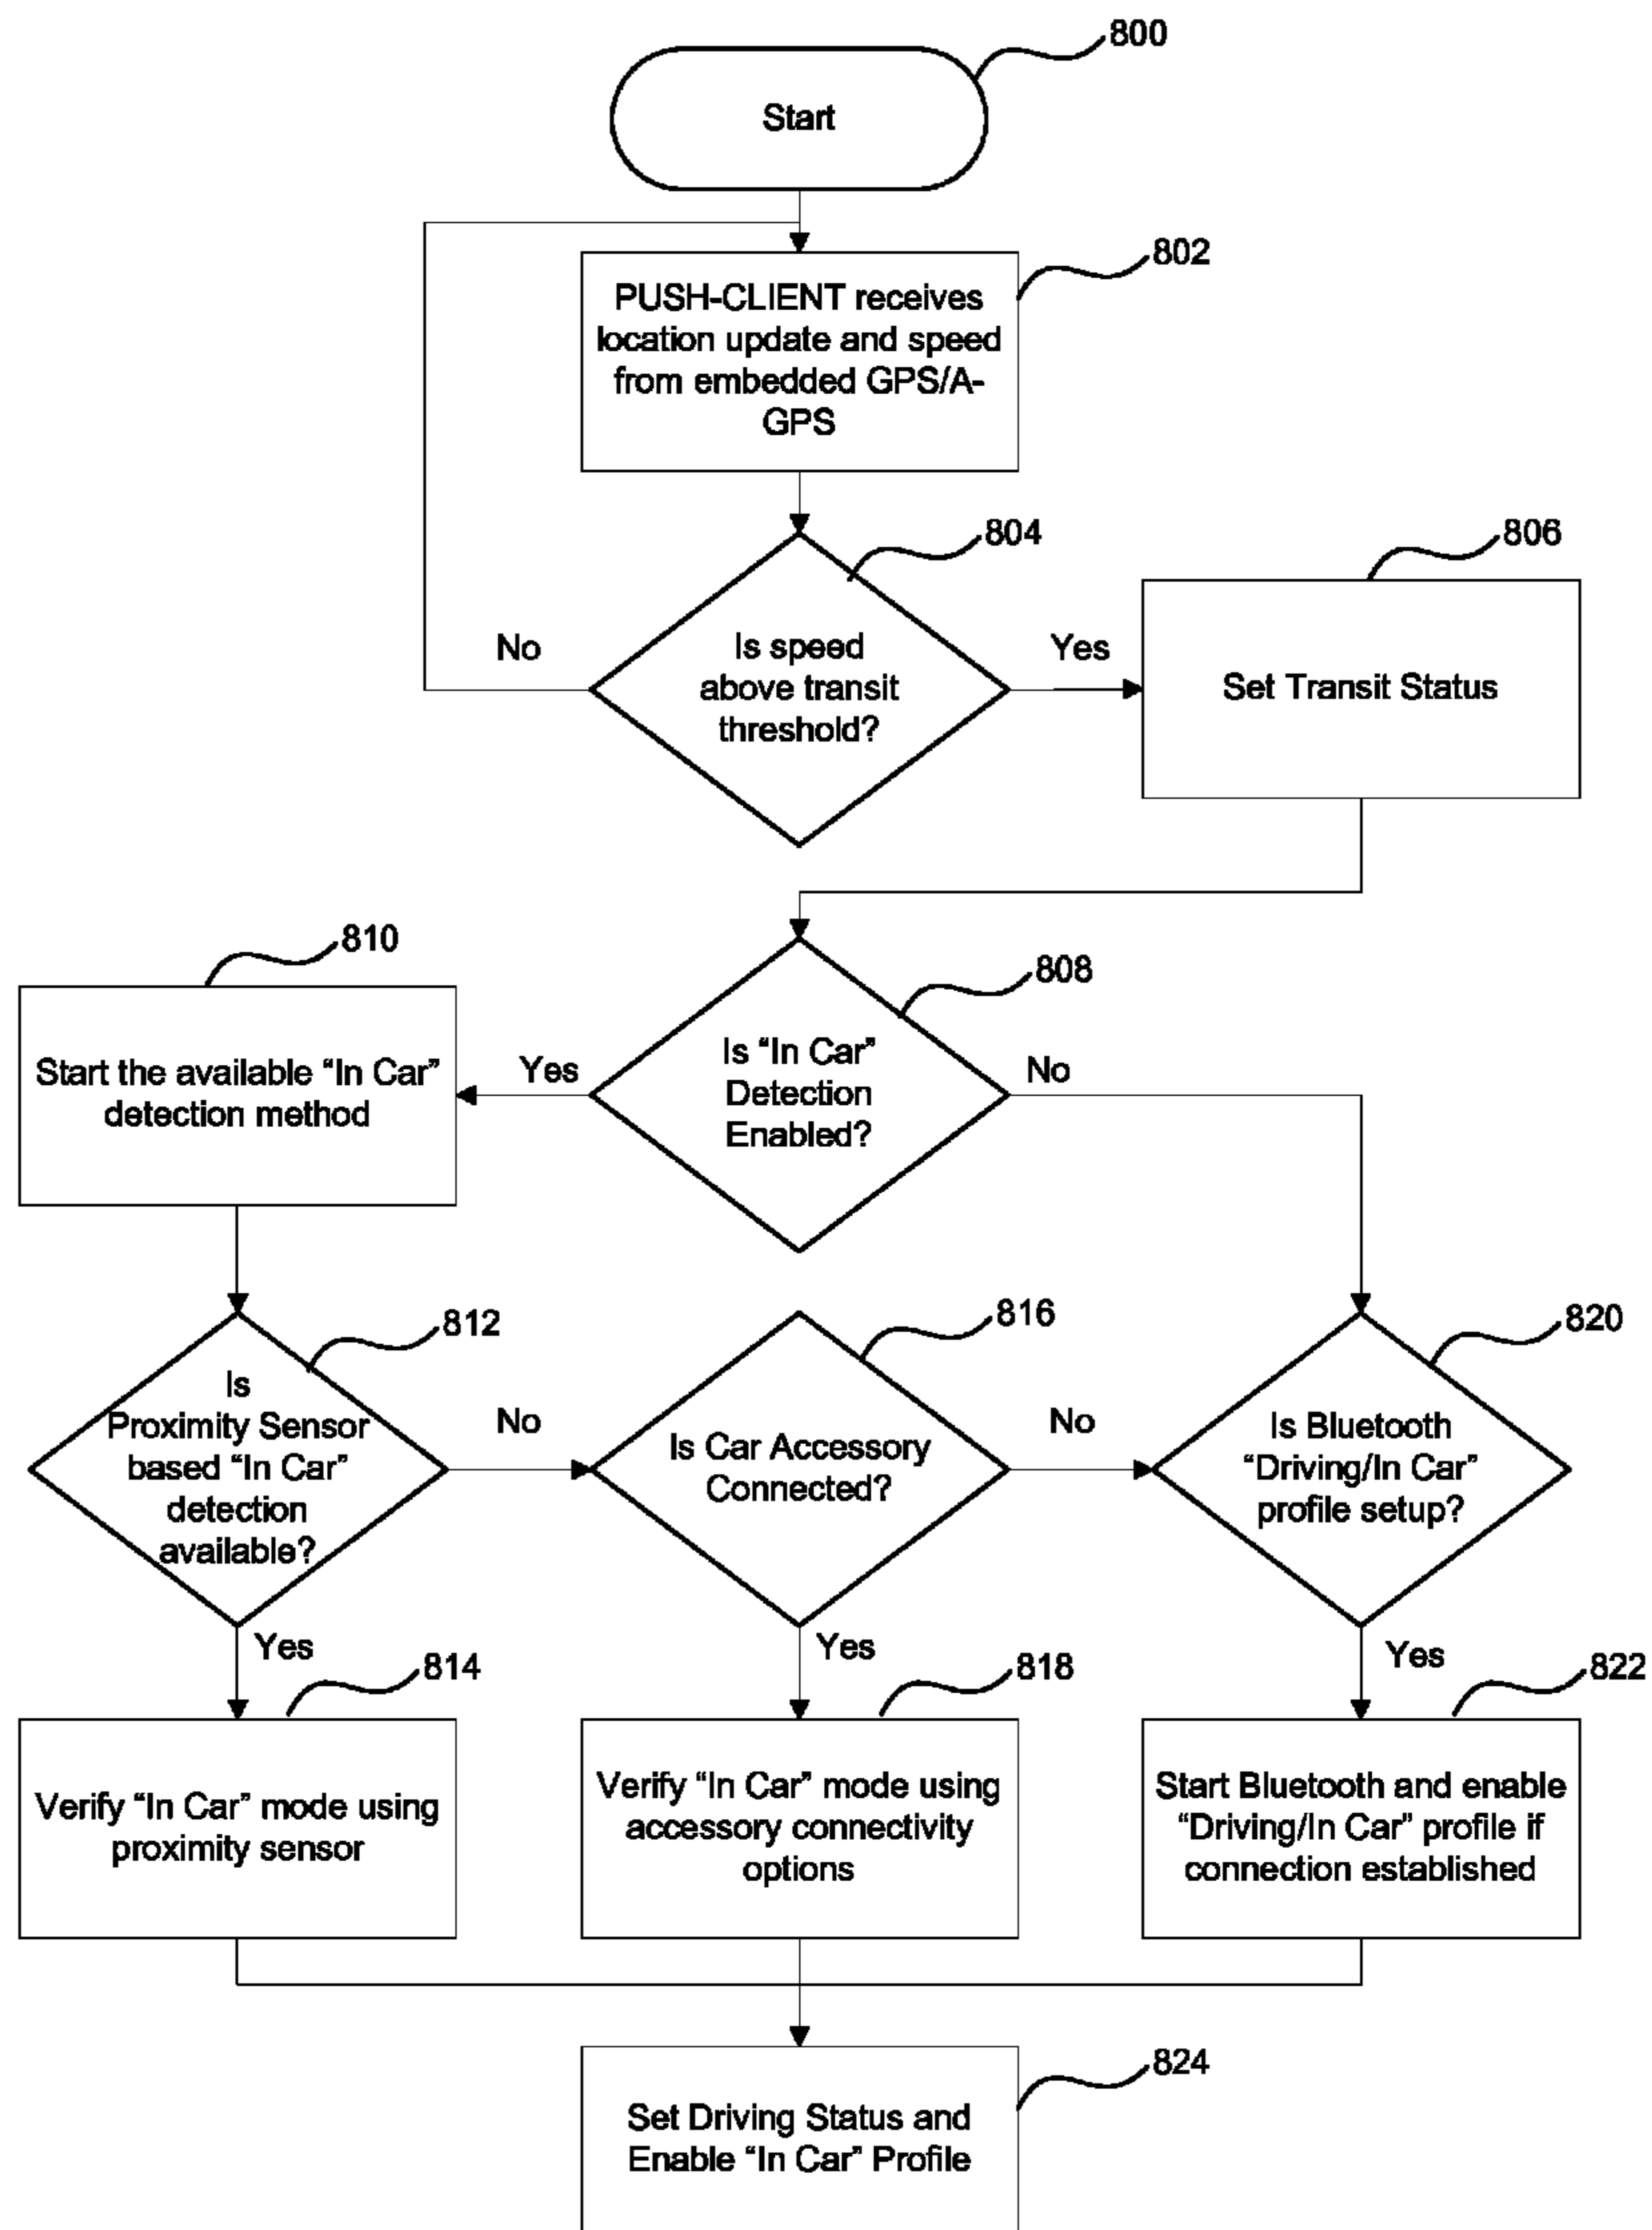 800
Start
802
PUSH-CLIENT receives
location update and speed
from embedded GPS/A-
GPS
804
806
No
Is speed
above transit
threshold?
Yes
Set Transit Status
810
808
Start the available “In Car”
detection method
Yes
Is “In Car”
Detection
Enabled?
No
812
816
820
Is
Proximity Sensor
based “In Car”
detection
available?
No
Is Car Accessory
Connected?
No
Is Bluetooth
“Driving/In Car”
profile setup?
Yes
Yes
Yes
814
818
822
Verify “In Car” mode using
proximity sensor
Verify “In Car” mode using
accessory connectivity
options
Start Bluetooth and enable
“Driving/In Car” profile if
connection established
824
Set Driving Status and
Enable “In Car” Profile